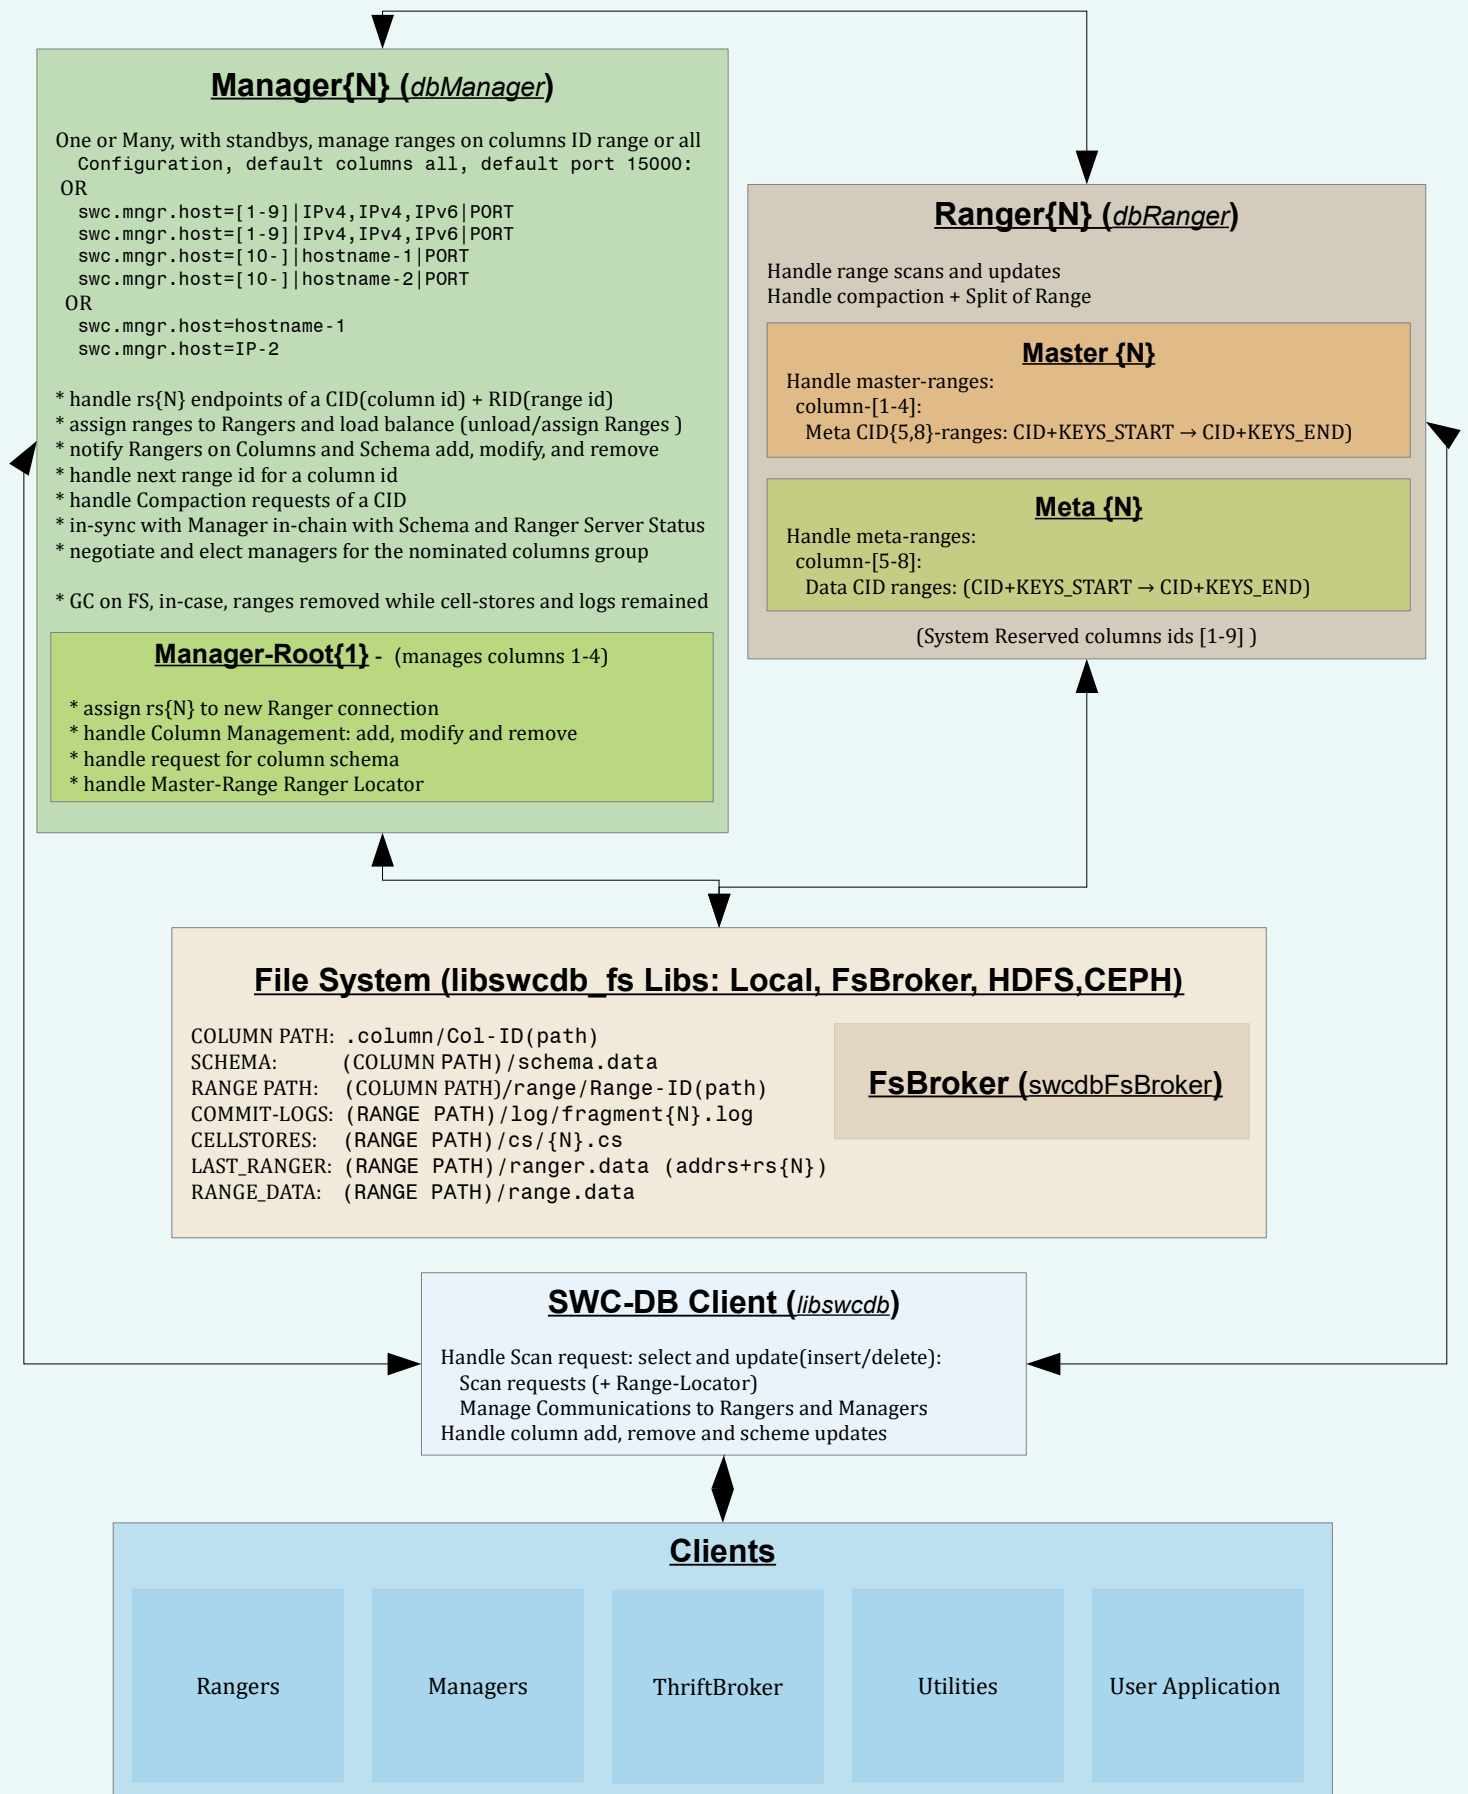 Manager{N} (dbManager)
One or Many, with standbys, manage ranges on columns ID range or all
Configuration, default columns all, default port 15000:
OR
swc.mngr.host=[1-9]|IPv4,IPv4,IPv6|PORT
swc.mngr.host=[1-9]|IPv4,IPv4,IPv6|PORT
swc.mngr.host=[10-]|hostname-1|PORT
swc.mngr.host=[10-]|hostname-2|PORT
OR
swc.mngr.host=hostname-1
swc.mngr.host=IP-2
* handle rs{N} endpoints of a CID(column id) + RID(range id)
* assign ranges to Rangers and load balance (unload/assign Ranges )
* notify Rangers on Columns and Schema add, modify, and remove
* handle next range id for a column id
* handle Compaction requests of a CID
* in-sync with Manager in-chain with Schema and Ranger Server Status
* negotiate and elect managers for the nominated columns group
* GC on FS, in-case, ranges removed while cell-stores and logs remained
Manager-Root{1} - (manages columns 1-4)
* assign rs{N} to new Ranger connection
* handle Column Management: add, modify and remove
* handle request for column schema
* handle Master-Range Ranger Locator
Ranger{N} (dbRanger)
Handle range scans and updates
Handle compaction + Split of Range
Master {N}
Handle master-ranges:
column-[1-4]:
Meta CID{5,8}-ranges: CID+KEYS_START → CID+KEYS_END)
Meta {N}
Handle meta-ranges:
column-[5-8]:
Data CID ranges: (CID+KEYS_START → CID+KEYS_END)
(System Reserved columns ids [1-9] )
File System (libswcdb_fs Libs: Local, FsBroker, HDFS,CEPH)
COLUMN PATH: .column/Col-ID(path)
SCHEMA: (COLUMN PATH)/schema.data
RANGE PATH: (COLUMN PATH)/range/Range-ID(path)
COMMIT-LOGS: (RANGE PATH)/log/fragment{N}.log
CELLSTORES: (RANGE PATH)/cs/{N}.cs
LAST_RANGER: (RANGE PATH)/ranger.data (addrs+rs{N})
RANGE_DATA: (RANGE PATH)/range.data
FsBroker (swcdbFsBroker)
SWC-DB Client (libswcdb)
Handle Scan request: select and update(insert/delete):
Scan requests (+ Range-Locator)
Manage Communications to Rangers and Managers
Handle column add, remove and scheme updates
Clients
Rangers
Managers
ThriftBroker
Utilities
User Application